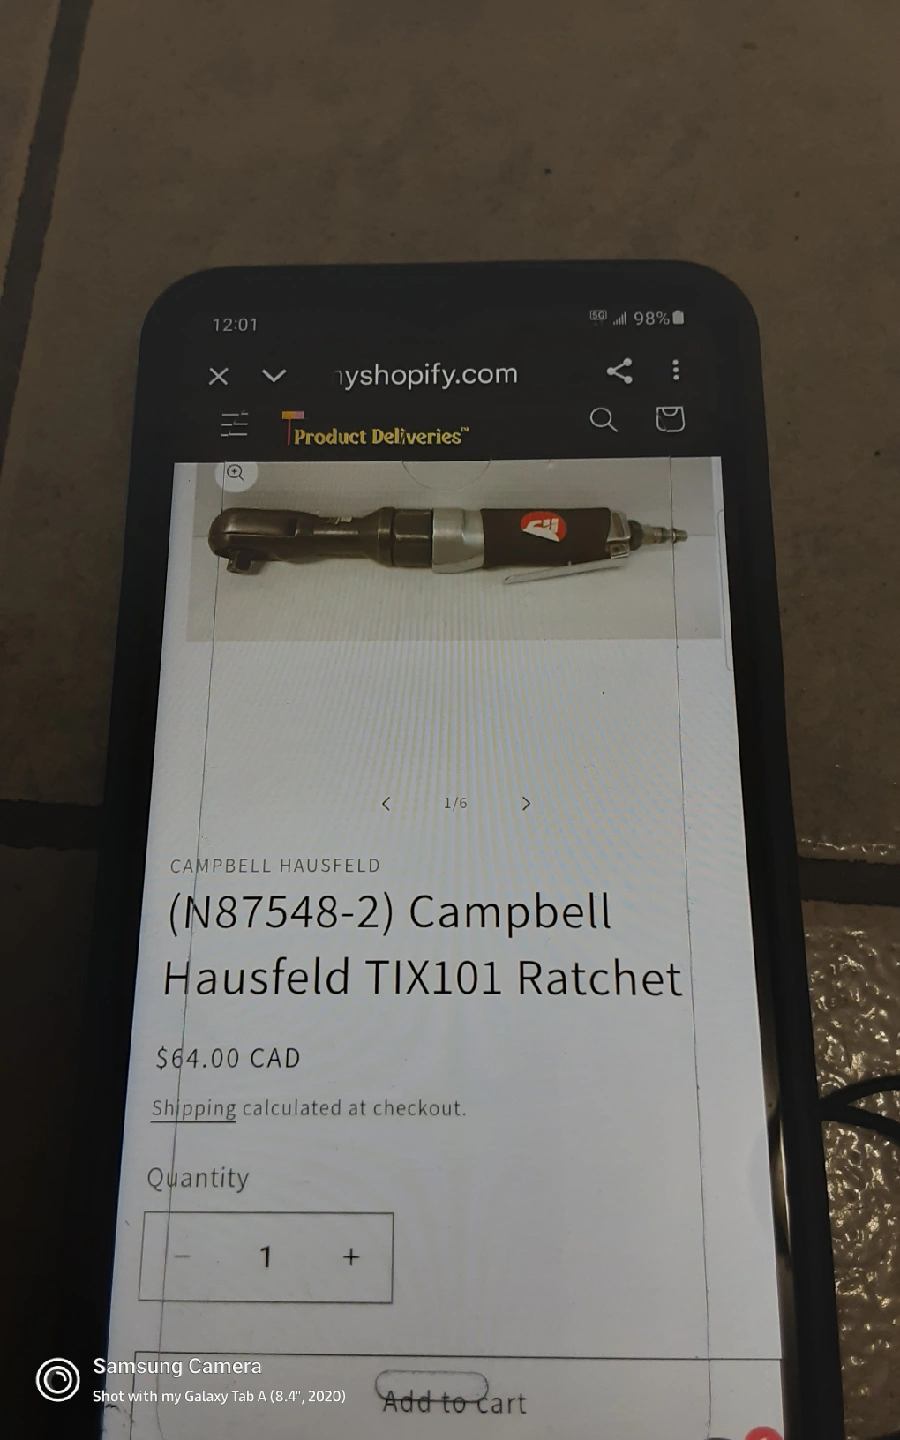 12:01
5G 98%
yshopify.com
Product Deliveries™
1/6
CAMPBELL HAUSFELD
(N87548-2) Campbell
Hausfeld TIX101 Ratchet
$64.00 CAD
Shipping calculated at checkout.
Quantity
− 1 +
Add to cart
Samsung Camera
Shot with my Galaxy Tab A (8.4", 2020)